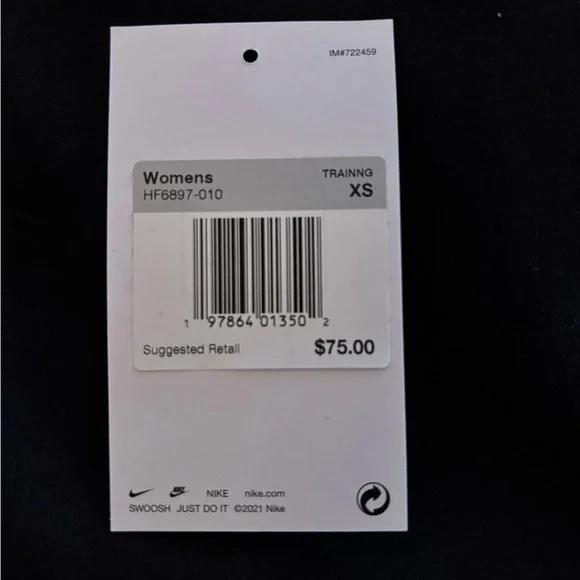 IM#722459
Womens TRAINNG
HF6897-010 XS
1 97864 01350 2
Suggested Retail $75.00
NIKE nike.com
SWOOSH JUST DO IT ©2021 Nike